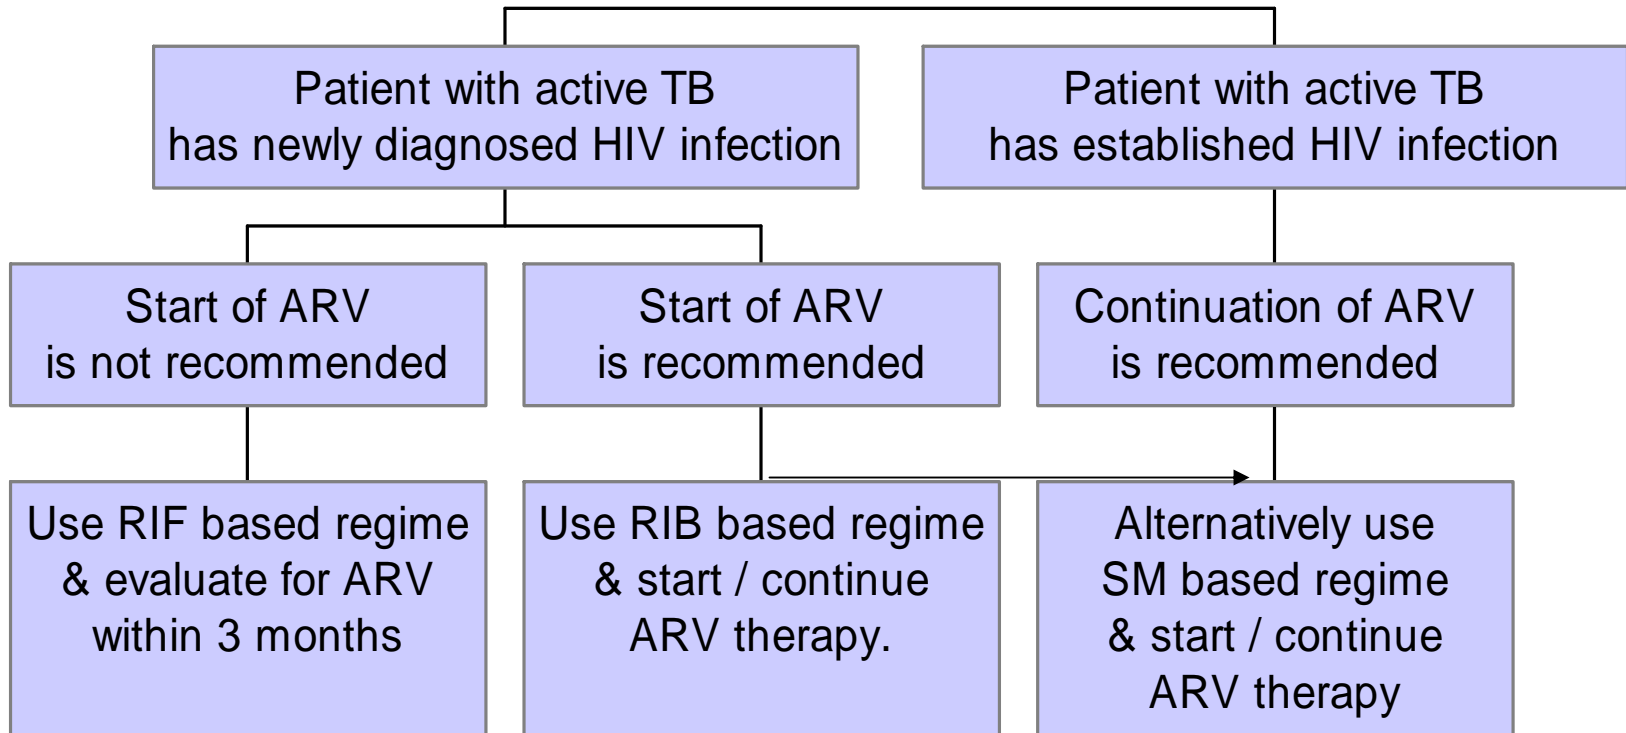 Patient with active TB
has newly diagnosed HIV infection
Patient with active TB
has established HIV infection
Start of ARV
is not recommended
Start of ARV
is recommended
Continuation of ARV
is recommended
Use RIF based regime
& evaluate for ARV
within 3 months
Use RIB based regime
& start / continue
ARV therapy.
Alternatively use
SM based regime
& start / continue
ARV therapy